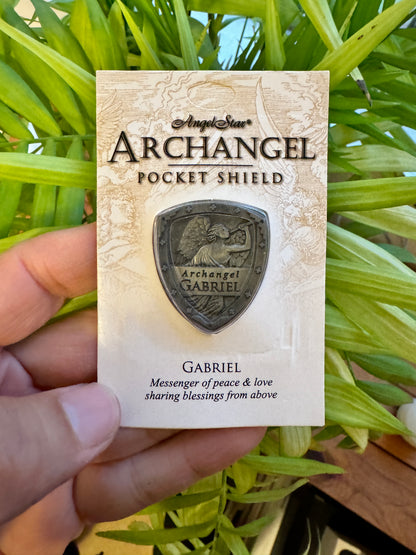 AngelStar®
ARCHANGEL
POCKET SHIELD
Archangel
GABRIEL
GABRIEL
Messenger of peace & love
sharing blessings from above